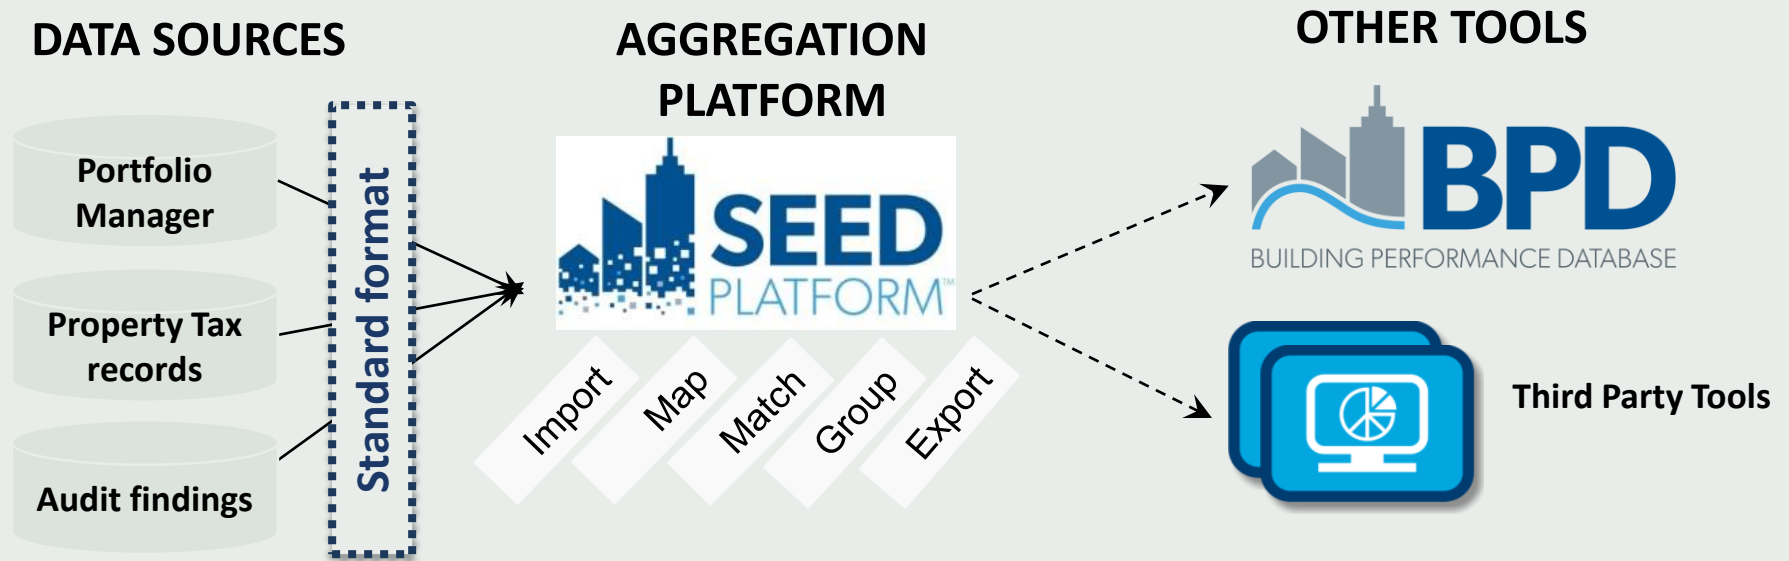 DATA SOURCES
Portfolio
Manager
Property Tax
records
Audit findings
Standard format
AGGREGATION
PLATFORM
SEED
PLATFORM™
Import
Map
Match
Group
Export
OTHER TOOLS
BPD
BUILDING PERFORMANCE DATABASE
Third Party Tools